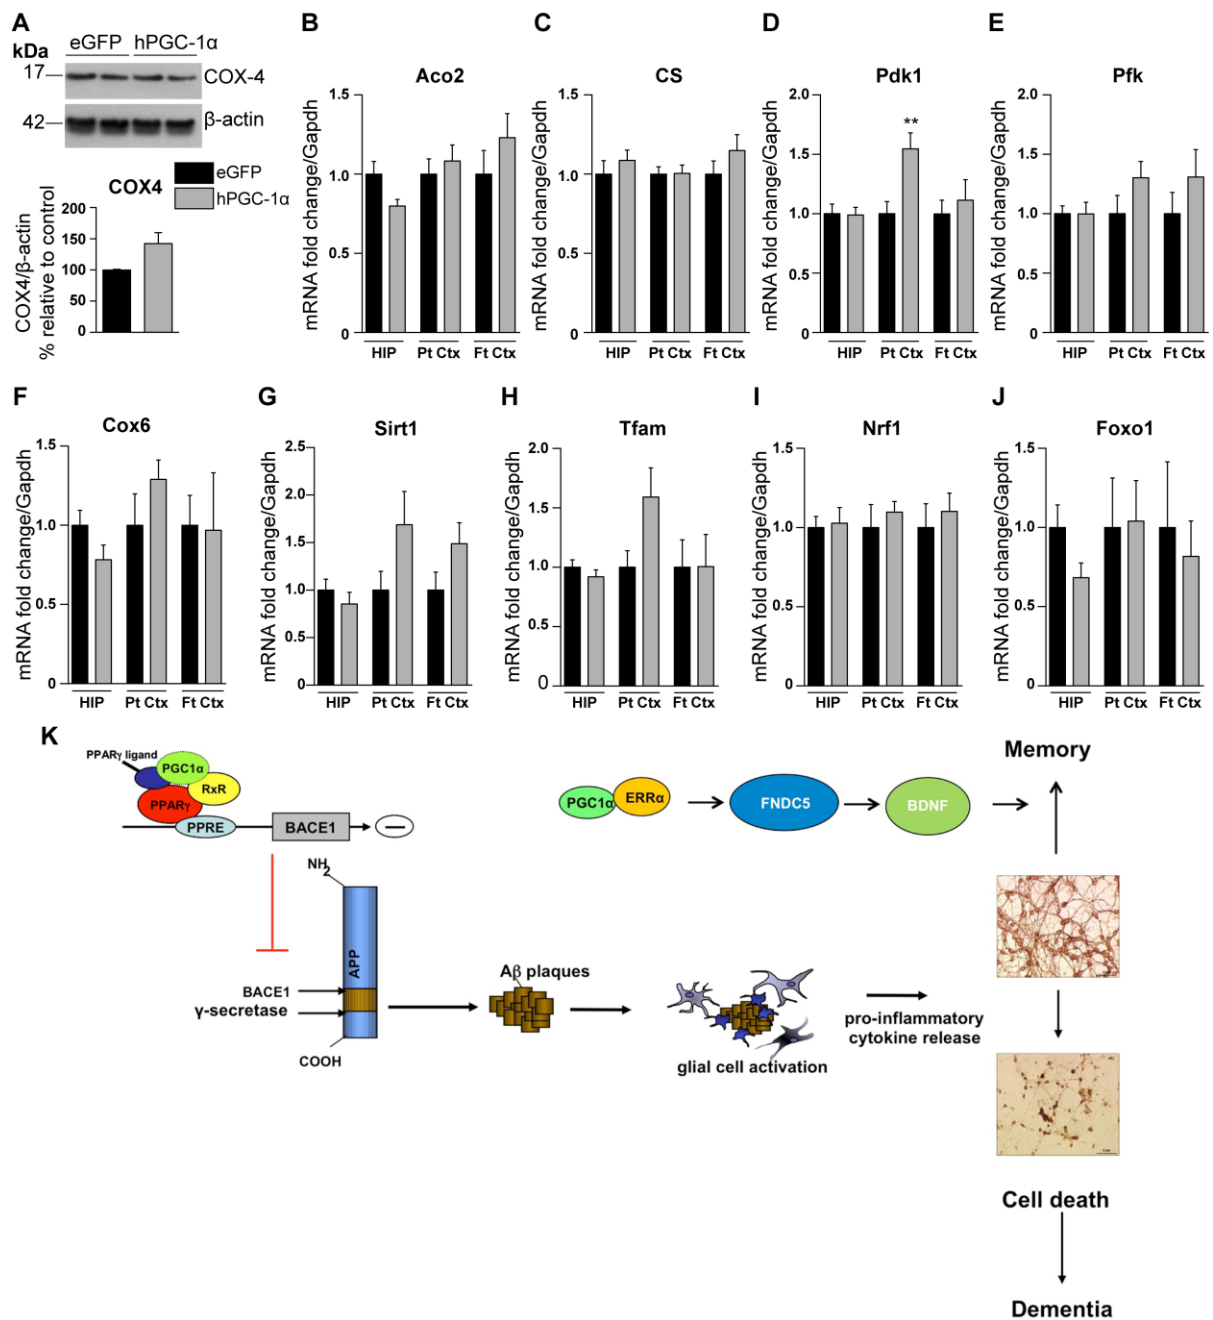 A
kDa
eGFP hPGC-1α
17
COX-4
42
β-actin
eGFP
hPGC-1α
COX4
COX4/β-actin
% relative to control
200
150
100
50
0
B
Aco2
mRNA fold change/Gapdh
1.5
1.0
0.5
0
HIP Pt Ctx Ft Ctx
C
CS
mRNA fold change/Gapdh
1.5
1.0
0.5
0
HIP Pt Ctx Ft Ctx
D
Pdk1
mRNA fold change/Gapdh
2.0
1.5
1.0
0.5
0
**
HIP Pt Ctx Ft Ctx
E
Pfk
mRNA fold change/Gapdh
2.0
1.5
1.0
0.5
0
HIP Pt Ctx Ft Ctx
F
Cox6
mRNA fold change/Gapdh
1.5
1.0
0.5
0
HIP Pt Ctx Ft Ctx
G
Sirt1
mRNA fold change/Gapdh
2.5
2.0
1.5
1.0
0.5
0
HIP Pt Ctx Ft Ctx
H
Tfam
mRNA fold change/Gapdh
2.0
1.5
1.0
0.5
0
HIP Pt Ctx Ft Ctx
I
Nrf1
mRNA fold change/Gapdh
1.5
1.0
0.5
0
HIP Pt Ctx Ft Ctx
J
Foxo1
mRNA fold change/Gapdh
1.5
1.0
0.5
0
HIP Pt Ctx Ft Ctx
K
PPARγ ligand
PGC1α
RxR
PPARγ
PPRE
BACE1
PGC1α
ERRα
FNDC5
BDNF
Memory
NH2
APP
BACE1
γ-secretase
COOH
Aβ plaques
glial cell activation
pro-inflammatory
cytokine release
Cell death
Dementia